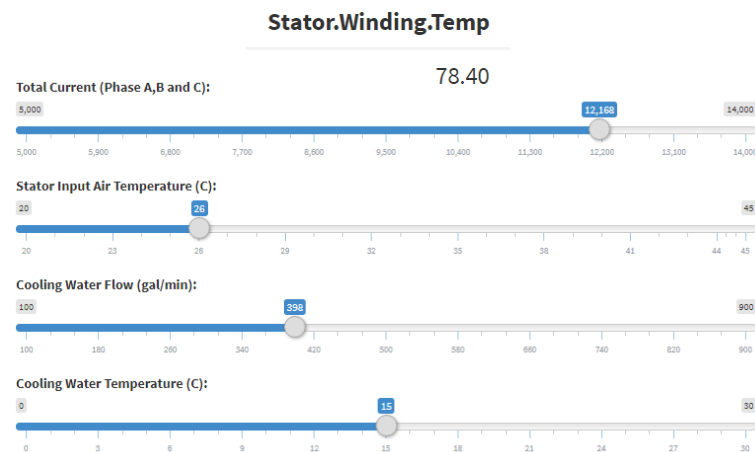 Stator.Winding.Temp
78.40
Total Current (Phase A,B and C):
5,000 12,168 14,000
5,000 5,900 6,800 7,700 8,600 9,500 10,400 11,300 12,200 13,100 14,000
Stator Input Air Temperature (C):
20 26 45
20 23 26 29 32 35 38 41 44 45
Cooling Water Flow (gal/min):
100 398 900
100 180 260 340 420 500 580 660 740 820 900
Cooling Water Temperature (C):
0 15 30
0 3 6 9 12 15 18 21 24 27 30